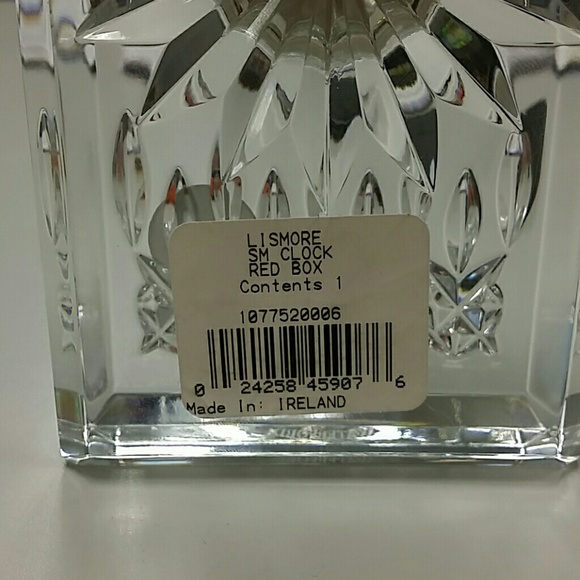 LISMORE
SM CLOCK
RED BOX
Contents 1
1077520006
0 24258 45907 6
Made In: IRELAND